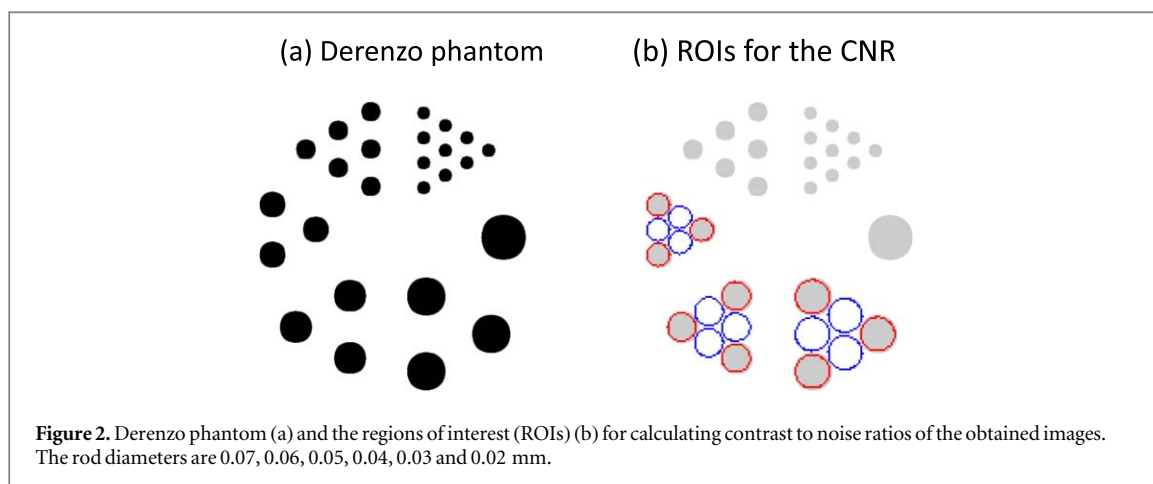 (a) Derenzo phantom
(b) ROIs for the CNR
Figure 2. Derenzo phantom (a) and the regions of interest (ROIs) (b) for calculating contrast to noise ratios of the obtained images.
The rod diameters are 0.07, 0.06, 0.05, 0.04, 0.03 and 0.02 mm.